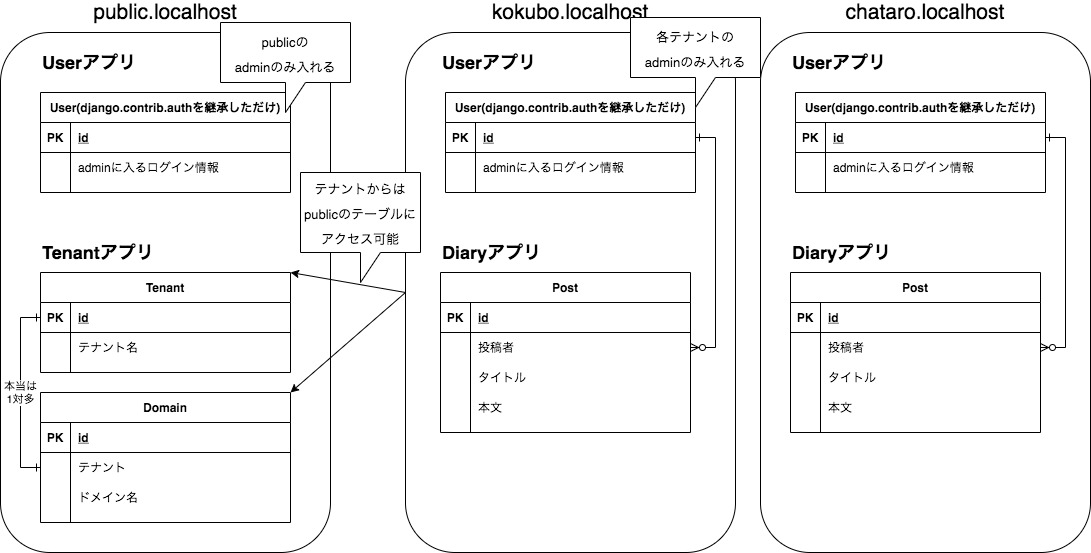 public.localhost
Userアプリ
publicの
adminのみ入れる
User(django.contrib.authを継承しただけ)
PK
id
adminに入るログイン情報
テナントからは
publicのテーブルに
アクセス可能
Tenantアプリ
Tenant
PK
id
テナント名
本当は
1対多
Domain
PK
id
テナント
ドメイン名
kokubo.localhost
Userアプリ
各テナントの
adminのみ入れる
User(django.contrib.authを継承しただけ)
PK
id
adminに入るログイン情報
Diaryアプリ
Post
PK
id
投稿者
タイトル
本文
chataro.localhost
Userアプリ
User(django.contrib.authを継承しただけ)
PK
id
adminに入るログイン情報
Diaryアプリ
Post
PK
id
投稿者
タイトル
本文